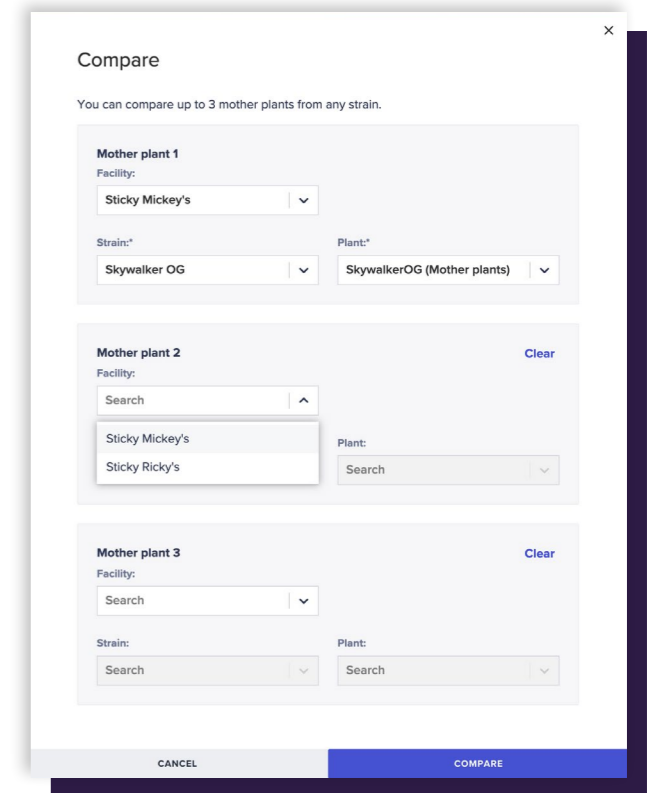 Compare
You can compare up to 3 mother plants from any strain.
Mother plant 1
Facility:
Sticky Mickey's
Strain:* Plant:*
Skywalker OG SkywalkerOG (Mother plants)
Mother plant 2 Clear
Facility:
Search
Sticky Mickey's
Plant:
Sticky Ricky's
Search
Mother plant 3 Clear
Facility:
Search
Strain: Plant:
Search Search
CANCEL COMPARE